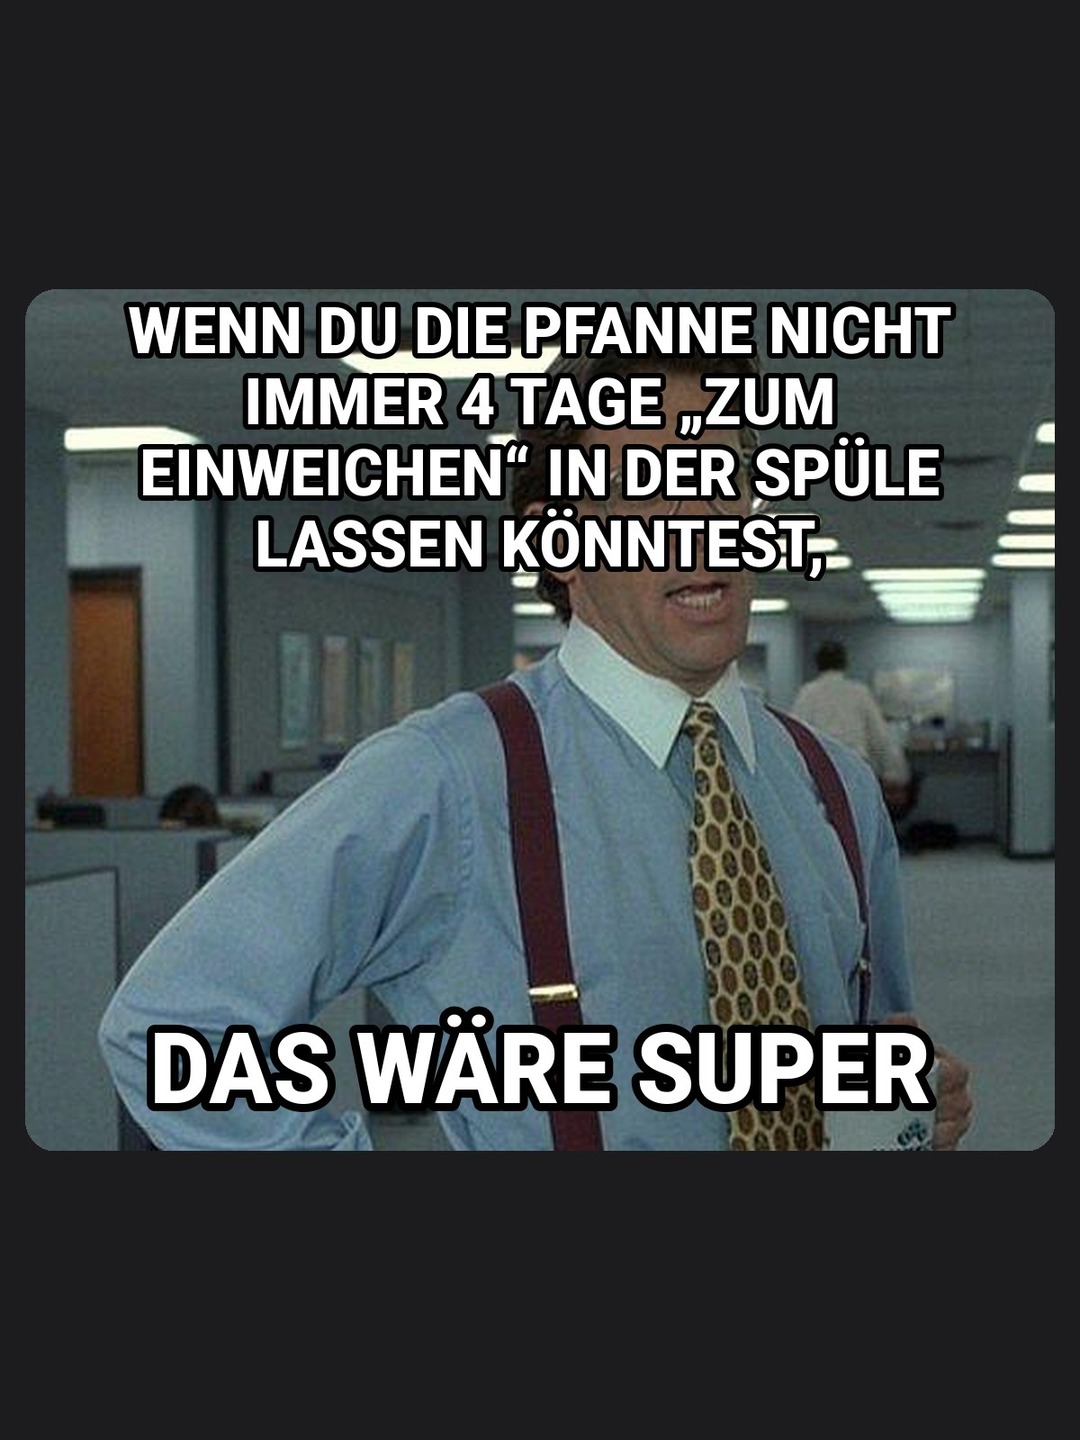 WENN DU DIE PFANNE NICHT
IMMER 4 TAGE „ZUM
EINWEICHEN“ IN DER SPÜLE
LASSEN KÖNNTEST,
DAS WÄRE SUPER